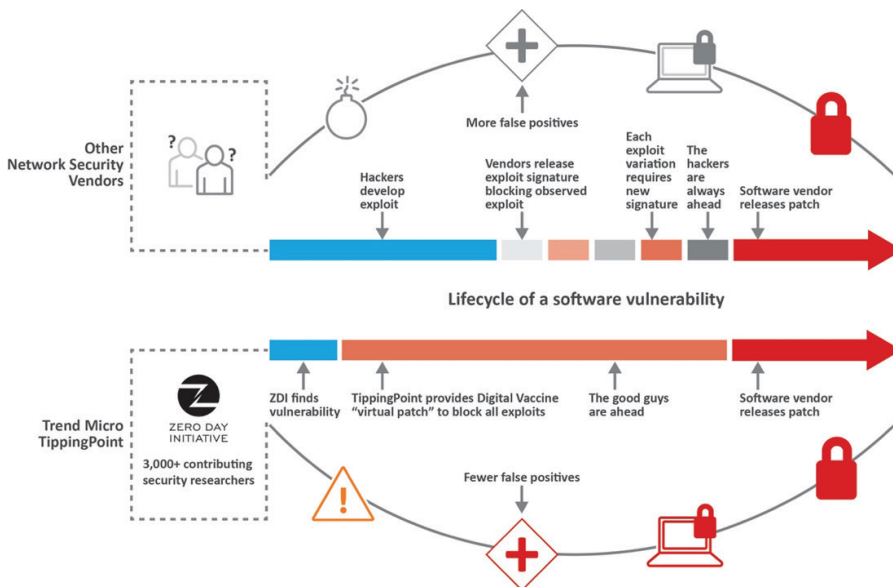 ?
?
Other
Network Security
Vendors
More false positives
Hackers
develop
exploit
Vendors release
exploit signature
blocking observed
exploit
Each
exploit
variation
requires
new
signature
The
hackers
are
always
ahead
Software vendor
releases patch
Lifecycle of a software vulnerability
Trend Micro
TippingPoint
Z
ZERO DAY
INITIATIVE
3,000+ contributing
security researchers
ZDI finds
vulnerability
TippingPoint provides Digital Vaccine
“virtual patch” to block all exploits
The good guys
are ahead
Software vendor
releases patch
!
Fewer false positives